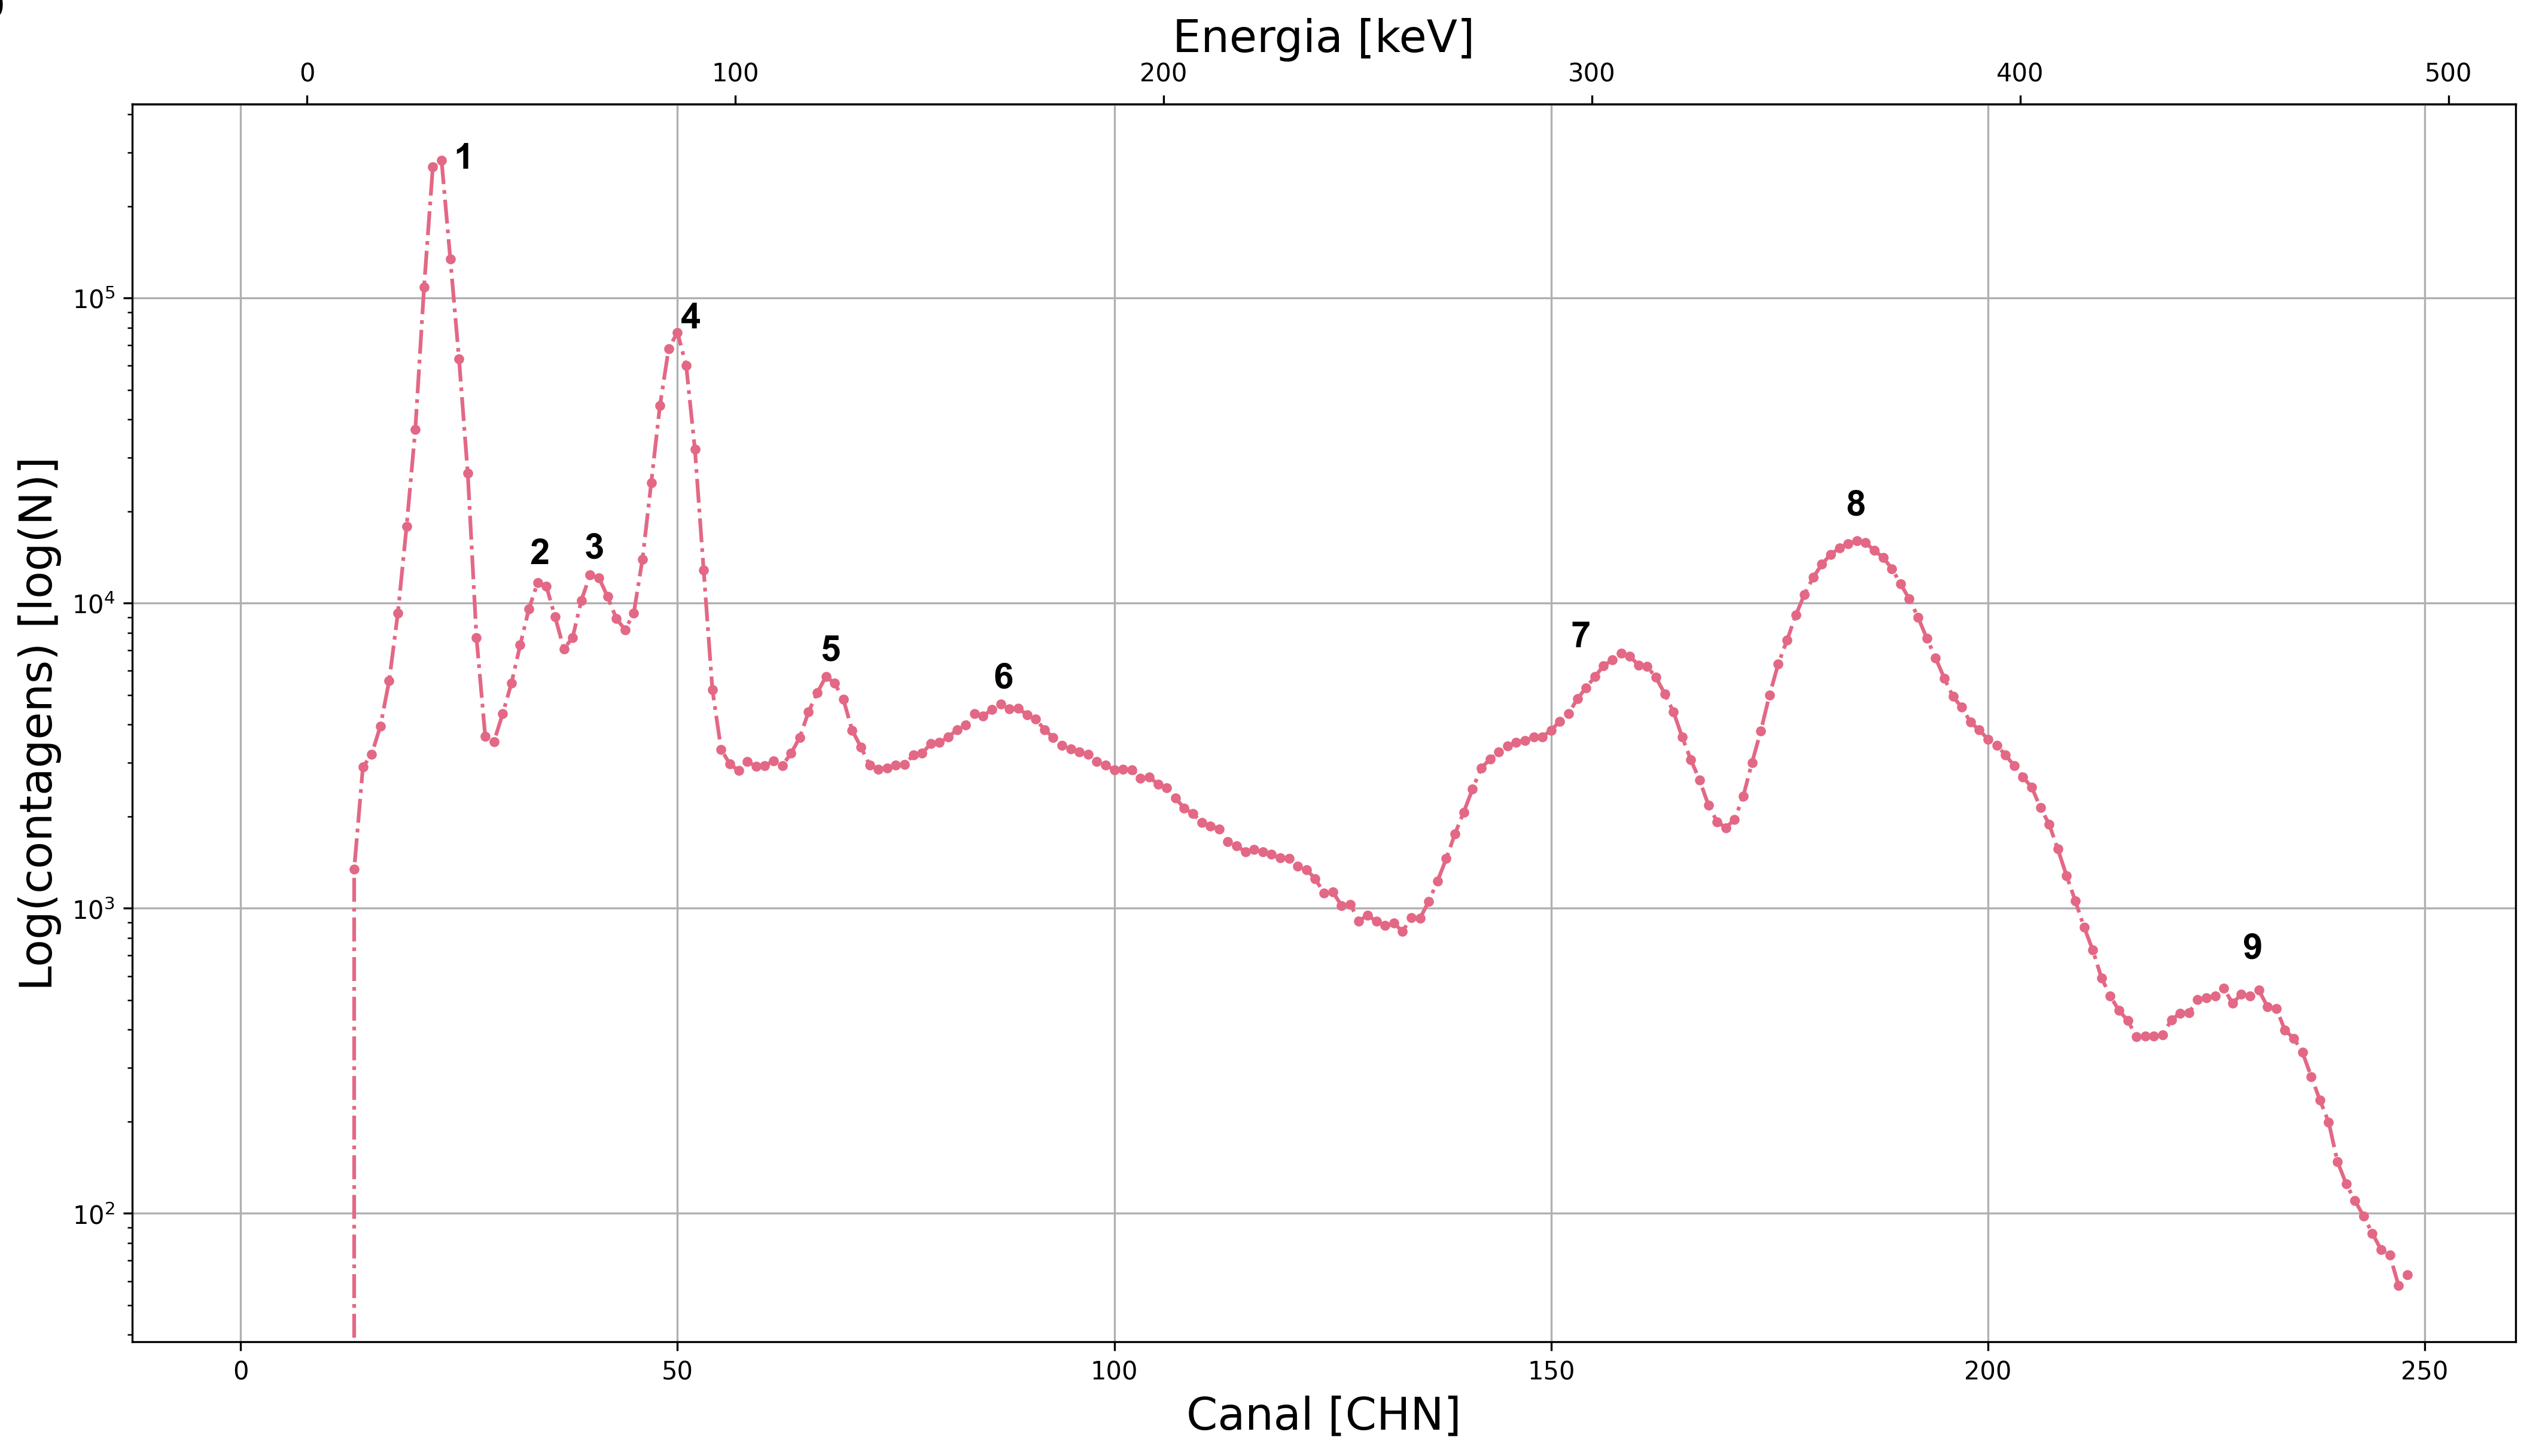 Energia [keV]
0 100 200 300 400 500
1
4
2 3
5
6
7
8
9
10⁵
10⁴
10³
10²
Log(contagens) [log(N)]
0 50 100 150 200 250
Canal [CHN]